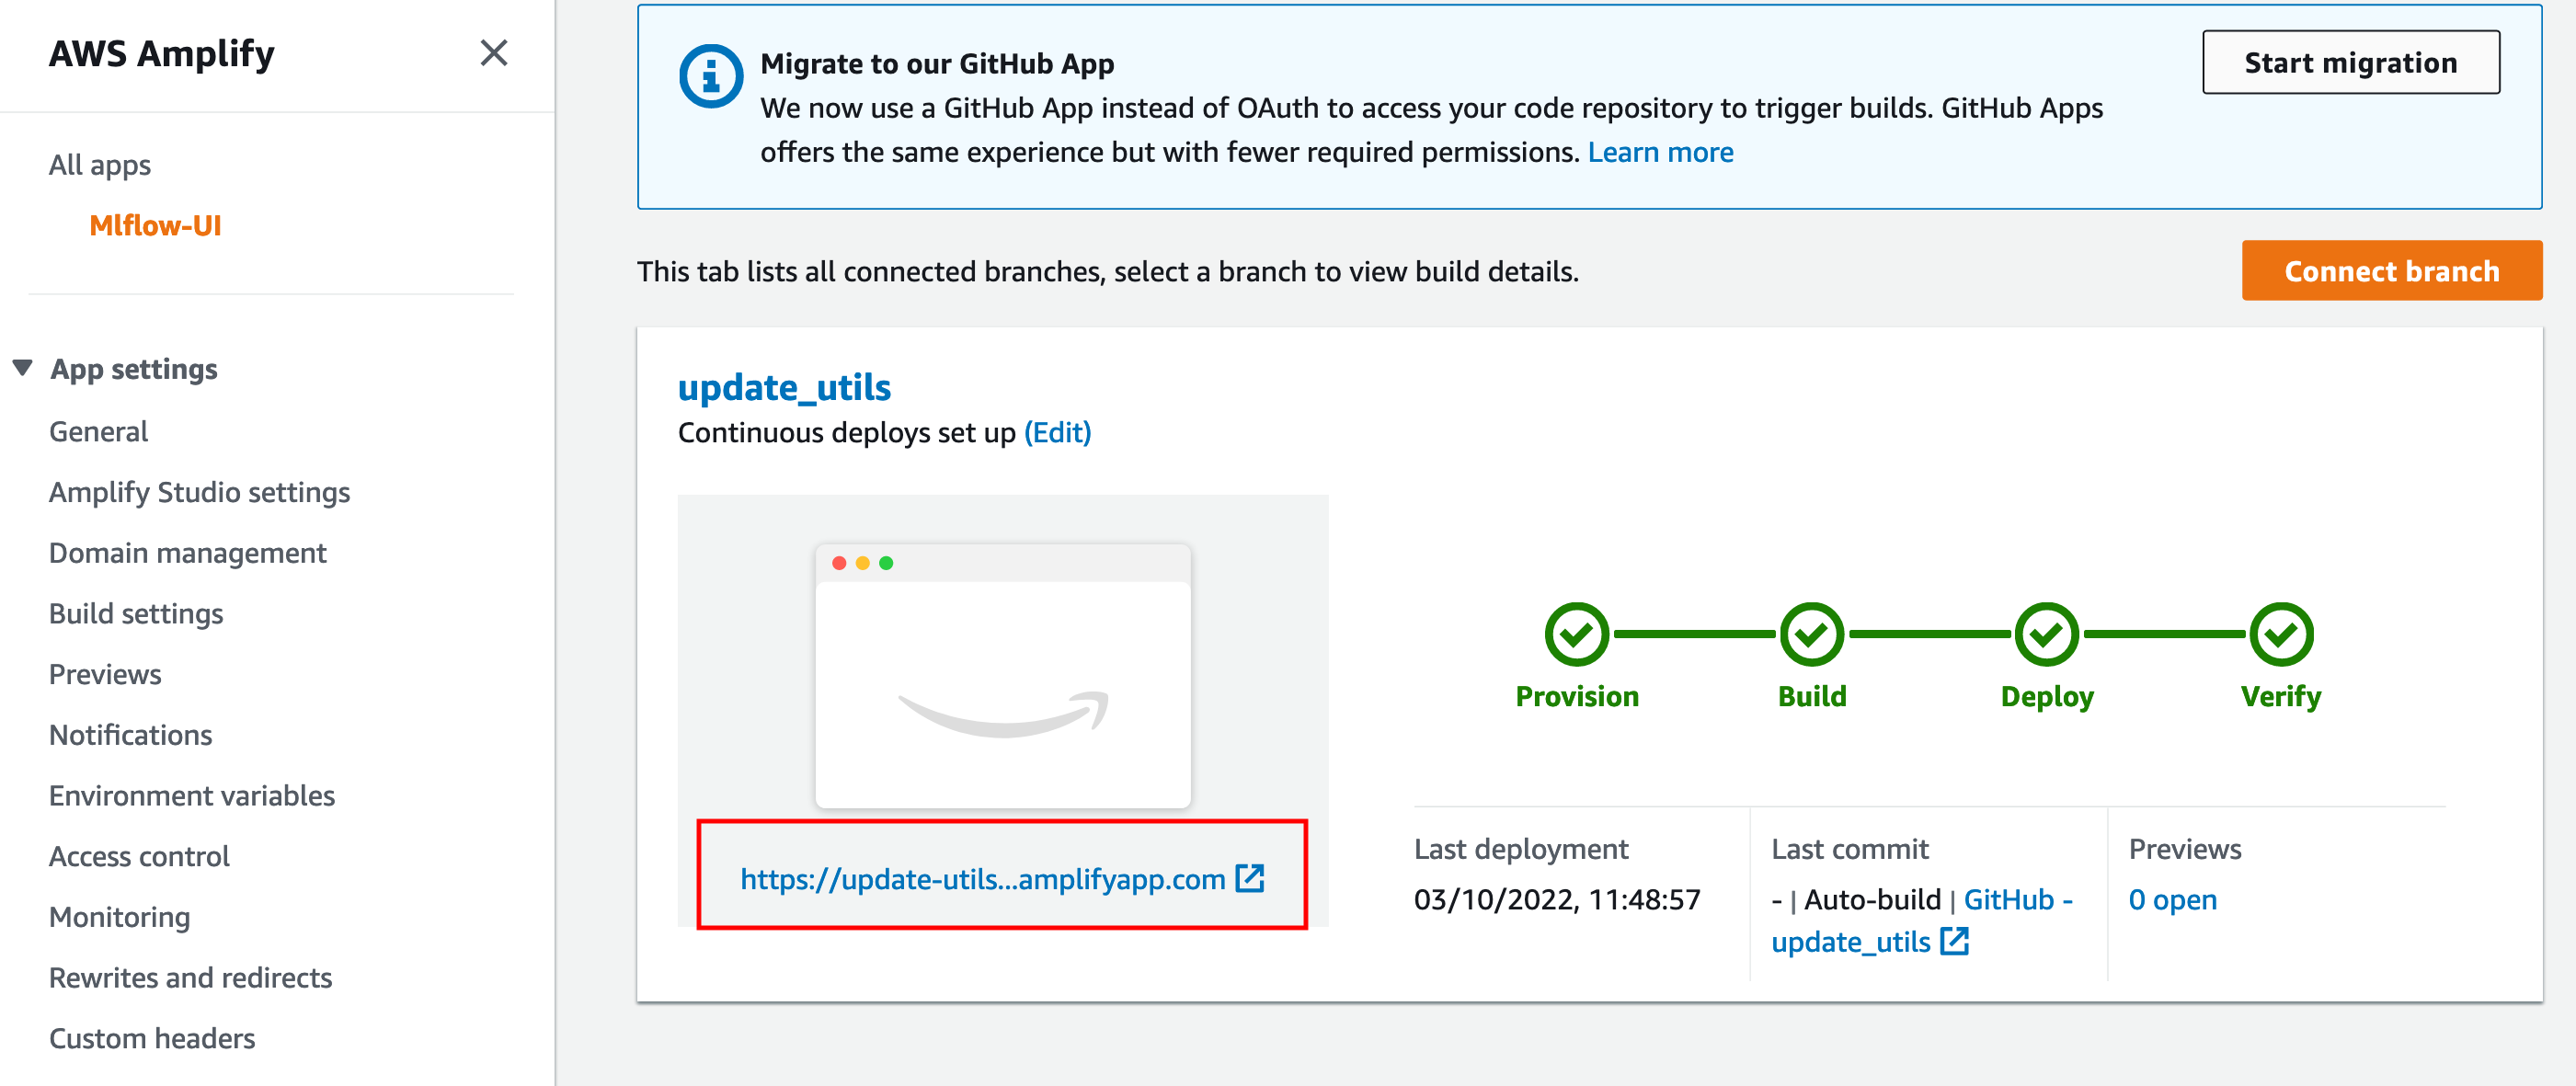 AWS Amplify
All apps
Mlflow-UI
App settings
General
Amplify Studio settings
Domain management
Build settings
Previews
Notifications
Environment variables
Access control
Monitoring
Rewrites and redirects
Custom headers
Migrate to our GitHub App
We now use a GitHub App instead of OAuth to access your code repository to trigger builds. GitHub Apps
offers the same experience but with fewer required permissions. Learn more
Start migration
This tab lists all connected branches, select a branch to view build details.
Connect branch
update_utils
Continuous deploys set up (Edit)
https://update-utils...amplifyapp.com
Provision
Build
Deploy
Verify
Last deployment
03/10/2022, 11:48:57
Last commit
- | Auto-build | GitHub -
update_utils
Previews
0 open